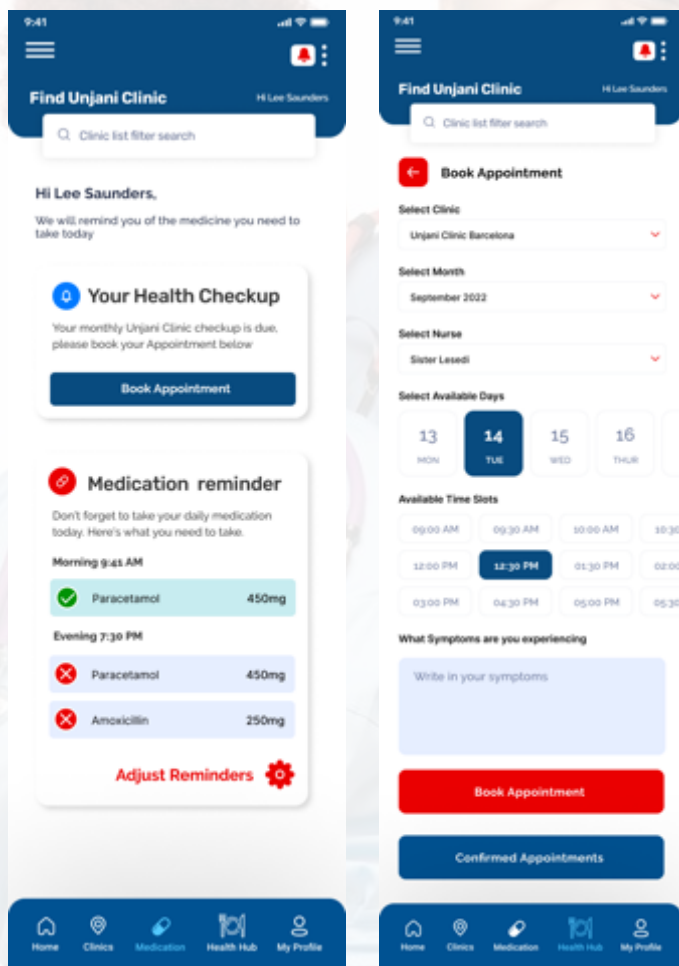 9:41
Find Unjani Clinic
Hi Lee Saunders
Clinic list filter search
Hi Lee Saunders,
We will remind you of the medicine you need to
take today
Your Health Checkup
Your monthly Unjani Clinic checkup is due,
please book your Appointment below
Book Appointment
Medication reminder
Don't forget to take your daily medication
today. Here's what you need to take.
Morning 9:41 AM
Paracetamol 450mg
Evening 7:30 PM
Paracetamol 450mg
Amoxicillin 250mg
Adjust Reminders
Home Clinics Medication Health Hub My Profile
9:41
Find Unjani Clinic
Hi Lee Saunders
Clinic list filter search
Book Appointment
Select Clinic
Unjani Clinic Barcelona
Select Month
September 2022
Select Nurse
Sister Lesedi
Select Available Days
13 14 15 16
MON TUE WED THUR
Available Time Slots
09:00 AM 09:30 AM 10:00 AM 10:30
12:00 PM 12:30 PM 01:30 PM 02:00
03:00 PM 04:30 PM 05:00 PM 05:30
What Symptoms are you experiencing
Write in your symptoms
Book Appointment
Confirmed Appointments
Home Clinics Medication Health Hub My Profile